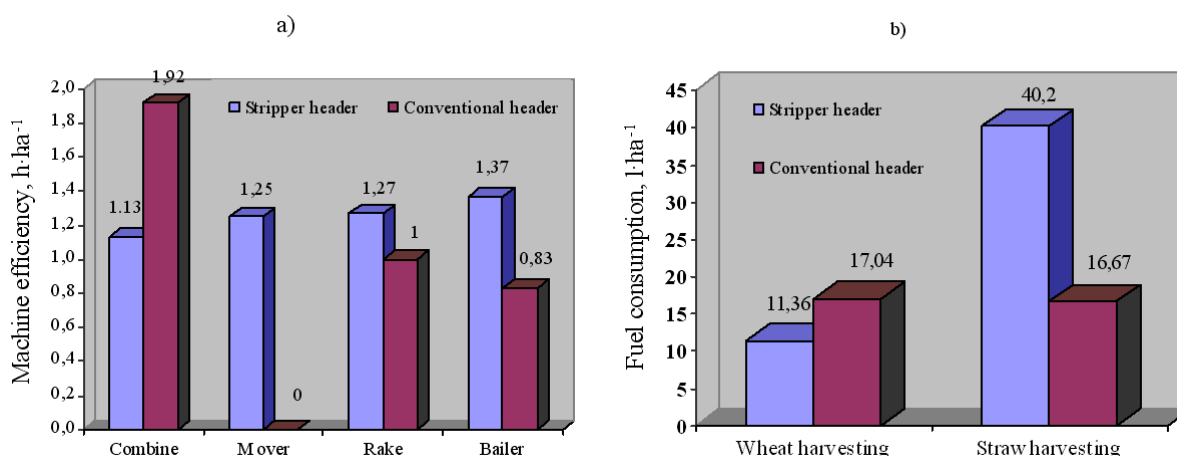 a)
Machine efficiency, h·ha⁻¹
2,0
1,8
1,6
1,4
1,2
1,0
0,8
0,6
0,4
0,2
0,0
Stripper header
Conventional header
1.13
1,92
1,25
0
1,27
1
1,37
0,83
Combine
Mover
Rake
Bailer
b)
Fuel consumption, l·ha⁻¹
45
40
35
30
25
20
15
10
5
0
Stripper header
Conventional header
11,36
17,04
40,2
16,67
Wheat harvesting
Straw harvesting